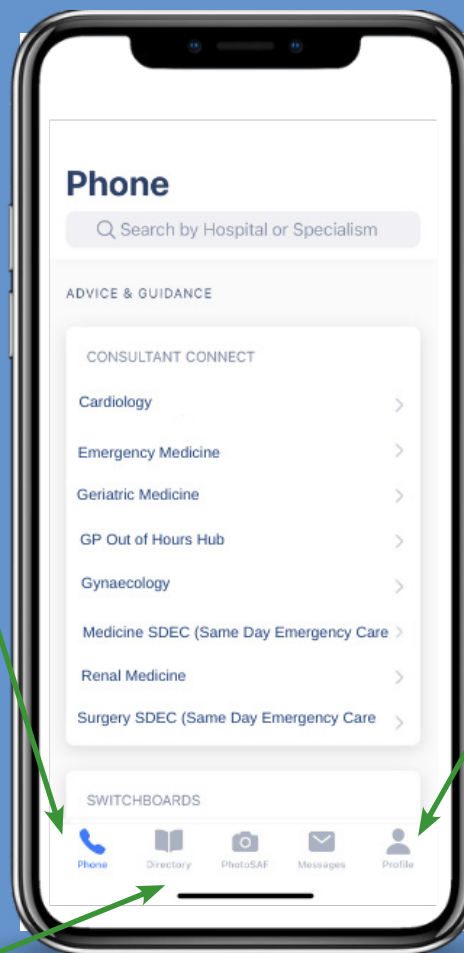 Phone
Search by Hospital or Specialism
ADVICE & GUIDANCE
CONSULTANT CONNECT
Cardiology
Emergency Medicine
Geriatric Medicine
GP Out of Hours Hub
Gynaecology
Medicine SDEC (Same Day Emergency Care
Renal Medicine
Surgery SDEC (Same Day Emergency Care
SWITCHBOARDS
Phone Directory PhotoSAF Messages Profile